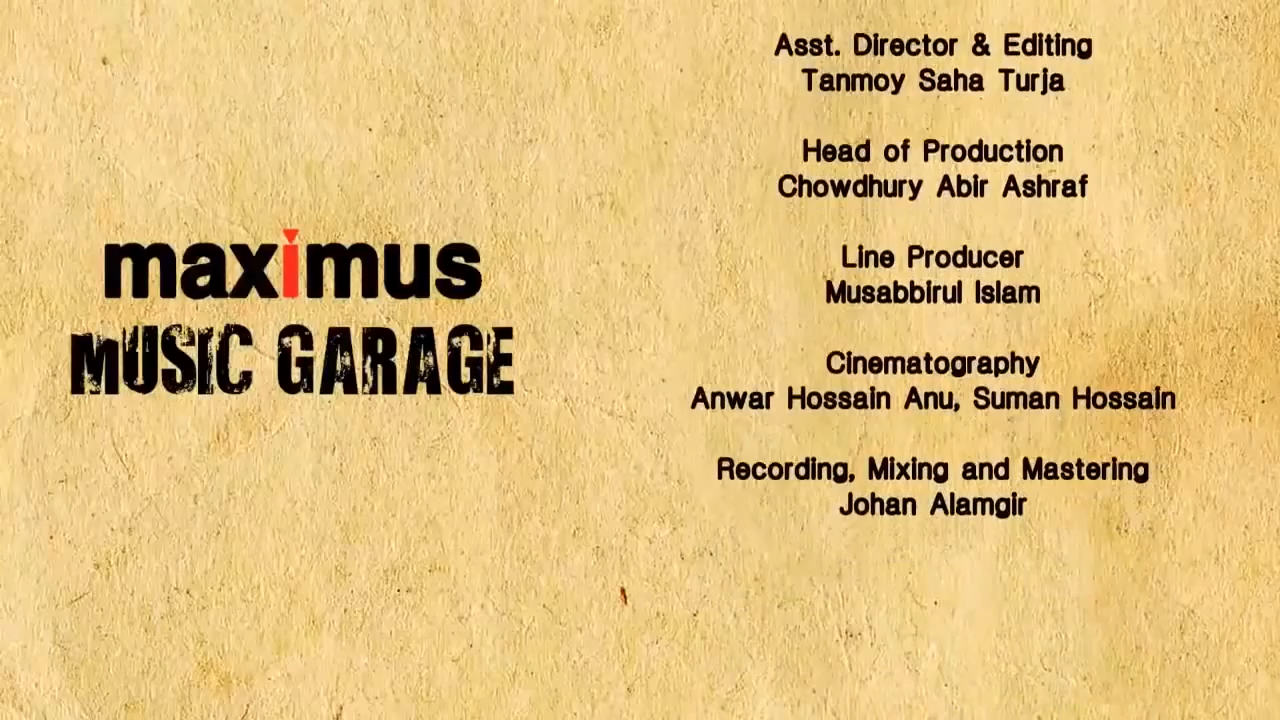 maximus
MUSIC GARAGE
Asst. Director & Editing
Tanmoy Saha Turja
Head of Production
Chowdhury Abir Ashraf
Line Producer
Musabbirul Islam
Cinematography
Anwar Hossain Anu, Suman Hossain
Recording, Mixing and Mastering
Johan Alamgir